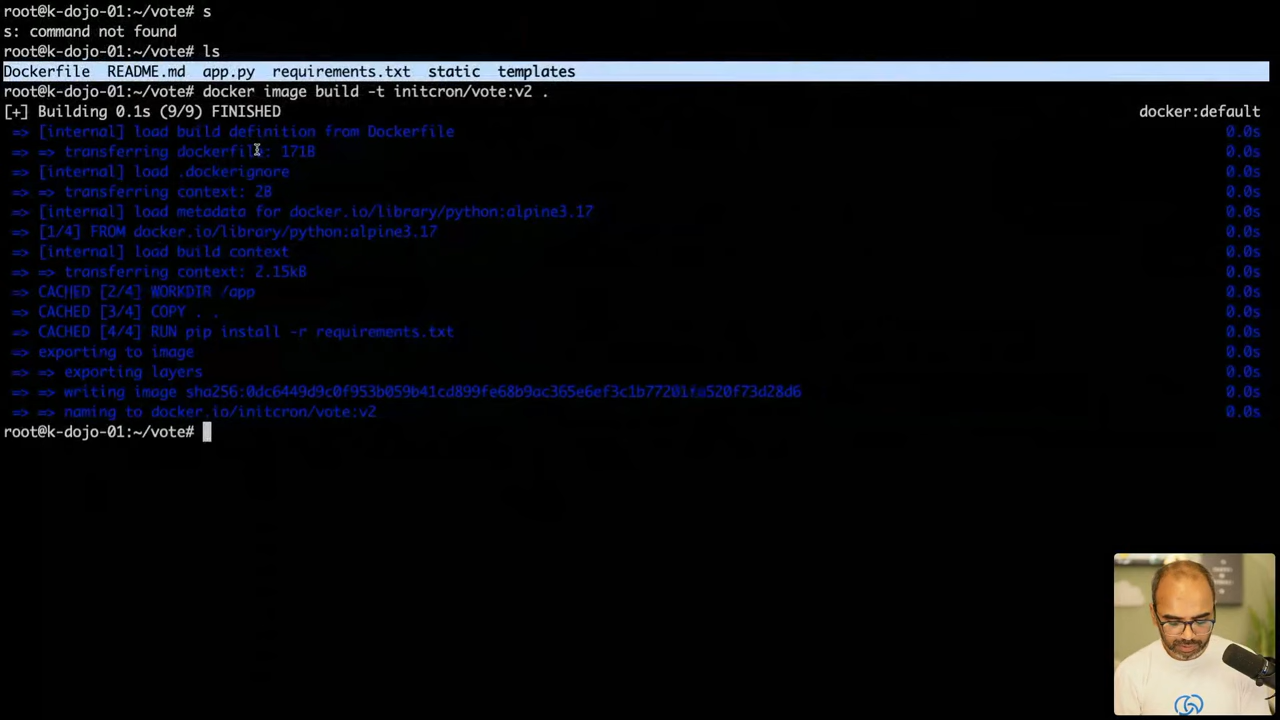 root@k-dojo-01:~/vote# s
s: command not found
root@k-dojo-01:~/vote# ls
Dockerfile  README.md  app.py  requirements.txt  static  templates
root@k-dojo-01:~/vote# docker image build -t initcron/vote:v2 .
[+] Building 0.1s (9/9) FINISHED docker:default
=> [internal] load build definition from Dockerfile 0.0s
=> => transferring dockerfile: 171B 0.0s
=> [internal] load .dockerignore 0.0s
=> => transferring context: 2B 0.0s
=> [internal] load metadata for docker.io/library/python:alpine3.17 0.0s
=> [1/4] FROM docker.io/library/python:alpine3.17 0.0s
=> [internal] load build context 0.0s
=> => transferring context: 2.15kB 0.0s
=> CACHED [2/4] WORKDIR /app 0.0s
=> CACHED [3/4] COPY . . 0.0s
=> CACHED [4/4] RUN pip install -r requirements.txt 0.0s
=> exporting to image 0.0s
=> => exporting layers 0.0s
=> => writing image sha256:0dc6449d9c0f953b059b41cd899fe68b9ac365e6ef3c1b77201fa520f73d28d6 0.0s
=> => naming to docker.io/initcron/vote:v2 0.0s
root@k-dojo-01:~/vote#